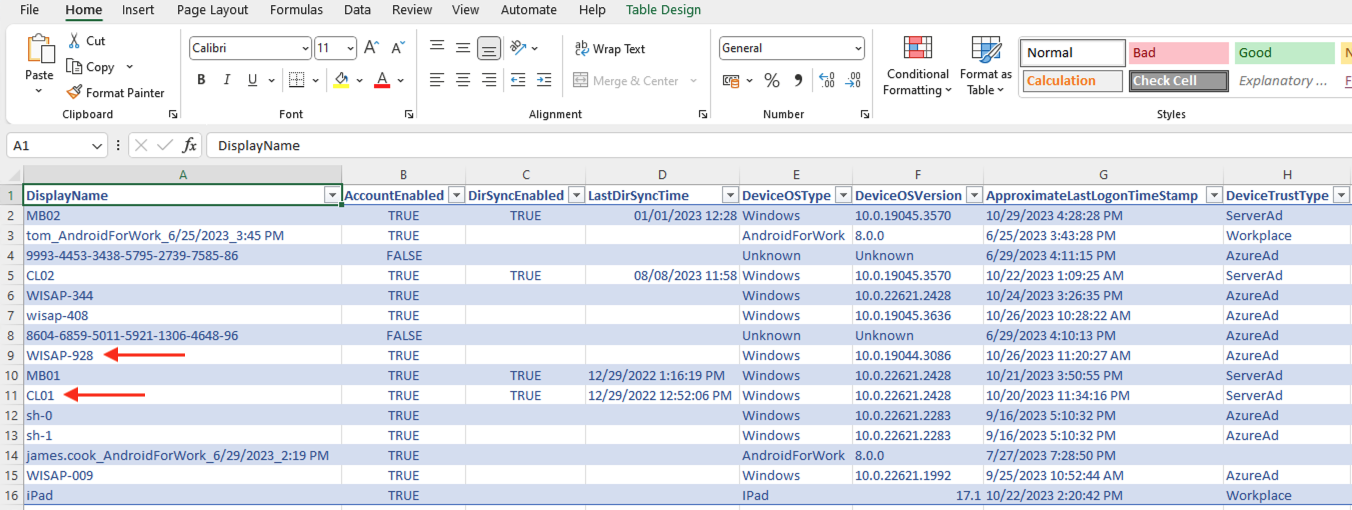 File Home Insert Page Layout Formulas Data Review View Automate Help Table Design
Paste Cut Calibri 11 Wrap Text General Conditional Formatting Format as Table Normal Bad Good
Copy B I U A Merge & Center % Calculation Check Cell Explanatory ...
Format Painter
Clipboard Font Alignment Number Styles
A1 fx DisplayName
A B C D E F G H
1 DisplayName AccountEnabled DirSyncEnabled LastDirSyncTime DeviceOSType DeviceOSVersion ApproximateLastLogonTimeStamp DeviceTrustType
2 MB02 TRUE TRUE 01/01/2023 12:28 Windows 10.0.19045.3570 10/29/2023 4:28:28 PM ServerAd
3 tom_AndroidForWork_6/25/2023_3:45 PM TRUE AndroidForWork 8.0.0 6/25/2023 3:43:28 PM Workplace
4 9993-4453-3438-5795-2739-7585-86 FALSE Unknown Unknown 6/29/2023 4:11:15 PM AzureAd
5 CL02 TRUE TRUE 08/08/2023 11:58 Windows 10.0.19045.3570 10/22/2023 1:09:25 AM ServerAd
6 WISAP-344 TRUE Windows 10.0.22621.2428 10/24/2023 3:26:35 PM AzureAd
7 wisap-408 TRUE Windows 10.0.19045.3636 10/26/2023 10:28:22 AM AzureAd
8 8604-6859-5011-5921-1306-4648-96 FALSE Unknown Unknown 6/29/2023 4:10:13 PM AzureAd
9 WISAP-928 TRUE Windows 10.0.19044.3086 10/26/2023 11:20:27 AM AzureAd
10 MB01 TRUE TRUE 12/29/2022 1:16:19 PM Windows 10.0.22621.2428 10/21/2023 3:50:55 PM ServerAd
11 CL01 TRUE TRUE 12/29/2022 12:52:06 PM Windows 10.0.22621.2428 10/20/2023 11:34:16 PM ServerAd
12 sh-0 TRUE Windows 10.0.22621.2283 9/16/2023 5:10:32 PM AzureAd
13 sh-1 TRUE Windows 10.0.22621.2283 9/16/2023 5:10:32 PM AzureAd
14 james.cook_AndroidForWork_6/29/2023_2:19 PM TRUE AndroidForWork 8.0.0 7/27/2023 7:28:50 PM
15 WISAP-009 TRUE Windows 10.0.22621.1992 9/25/2023 10:52:44 AM AzureAd
16 iPad TRUE IPad 17.1 10/22/2023 2:20:42 PM Workplace